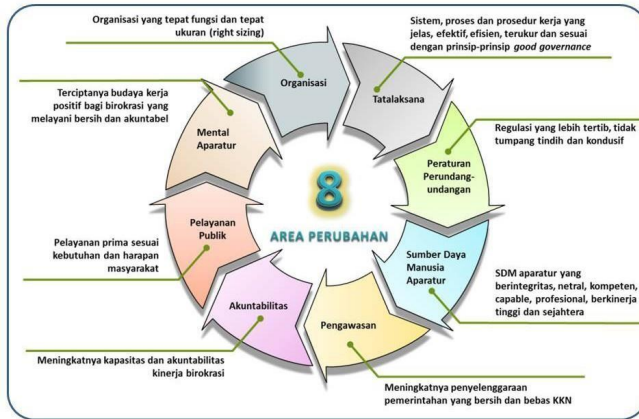 Organisasi yang tepat fungsi dan tepat
ukuran (right sizing)
Organisasi
Sistem, proses dan prosedur kerja yang
jelas, efektif, efisien, terukur dan sesuai
dengan prinsip-prinsip good governance
Tatalaksana
Regulasi yang lebih tertib, tidak
tumpang tindih dan kondusif
Peraturan
Perundang-
undangan
SDM aparatur yang
berintegritas, netral, kompeten,
capable, profesional, berkinerja
tinggi dan sejahtera
Sumber Daya
Manusia
Aparatur
Meningkatnya penyelenggaraan
pemerintahan yang bersih dan bebas KKN
Pengawasan
Meningkatnya kapasitas dan akuntabilitas
kinerja birokrasi
Akuntabilitas
Pelayanan prima sesuai
kebutuhan dan harapan
masyarakat
Pelayanan
Publik
Terciptanya budaya kerja
positif bagi birokrasi yang
melayani bersih dan akuntabel
Mental
Aparatur
8
AREA PERUBAHAN